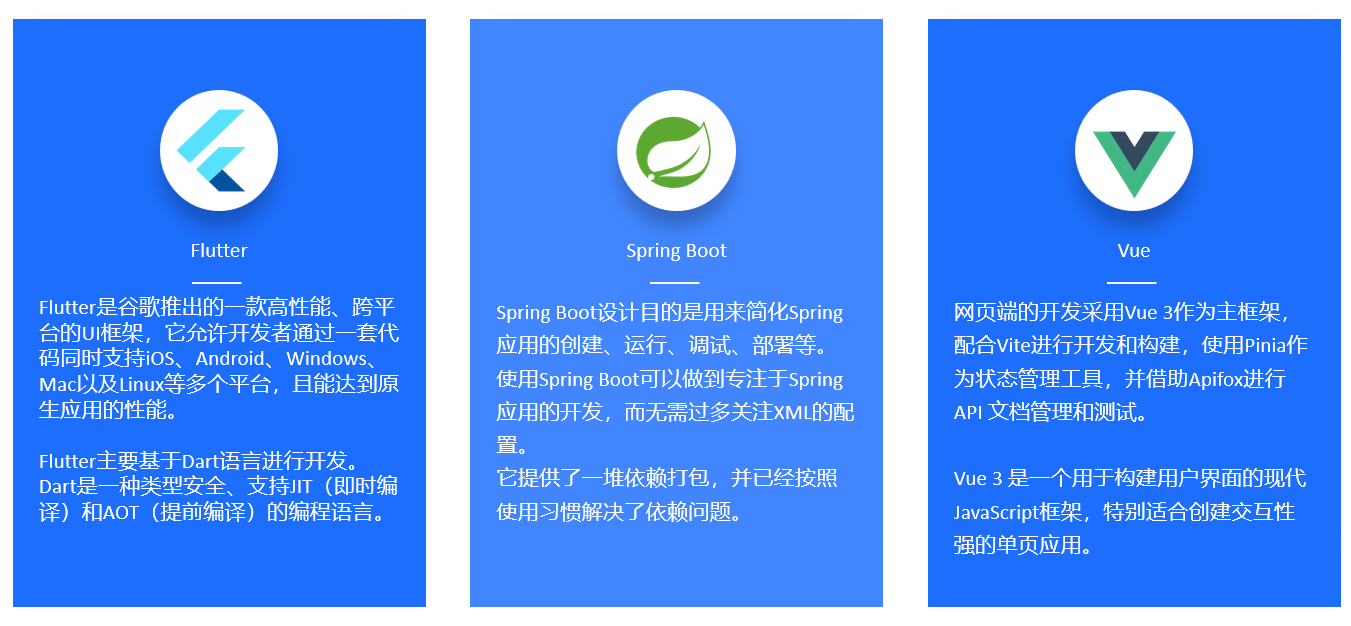 Flutter
Flutter是谷歌推出的一款高性能、跨平
台的UI框架，它允许开发者通过一套代
码同时支持iOS、Android、Windows、
Mac以及Linux等多个平台，且能达到原
生应用的性能。
Flutter主要基于Dart语言进行开发。
Dart是一种类型安全、支持JIT（即时编
译）和AOT（提前编译）的编程语言。
Spring Boot
Spring Boot设计目的是用来简化Spring
应用的创建、运行、调试、部署等。
使用Spring Boot可以做到专注于Spring
应用的开发，而无需过多关注XML的配
置。
它提供了一堆依赖打包，并已经按照
使用习惯解决了依赖问题。
Vue
网页端的开发采用Vue 3作为主框架，
配合Vite进行开发和构建，使用Pinia作
为状态管理工具，并借助Apifox进行
API 文档管理和测试。
Vue 3 是一个用于构建用户界面的现代
JavaScript框架，特别适合创建交互性
强的单页应用。